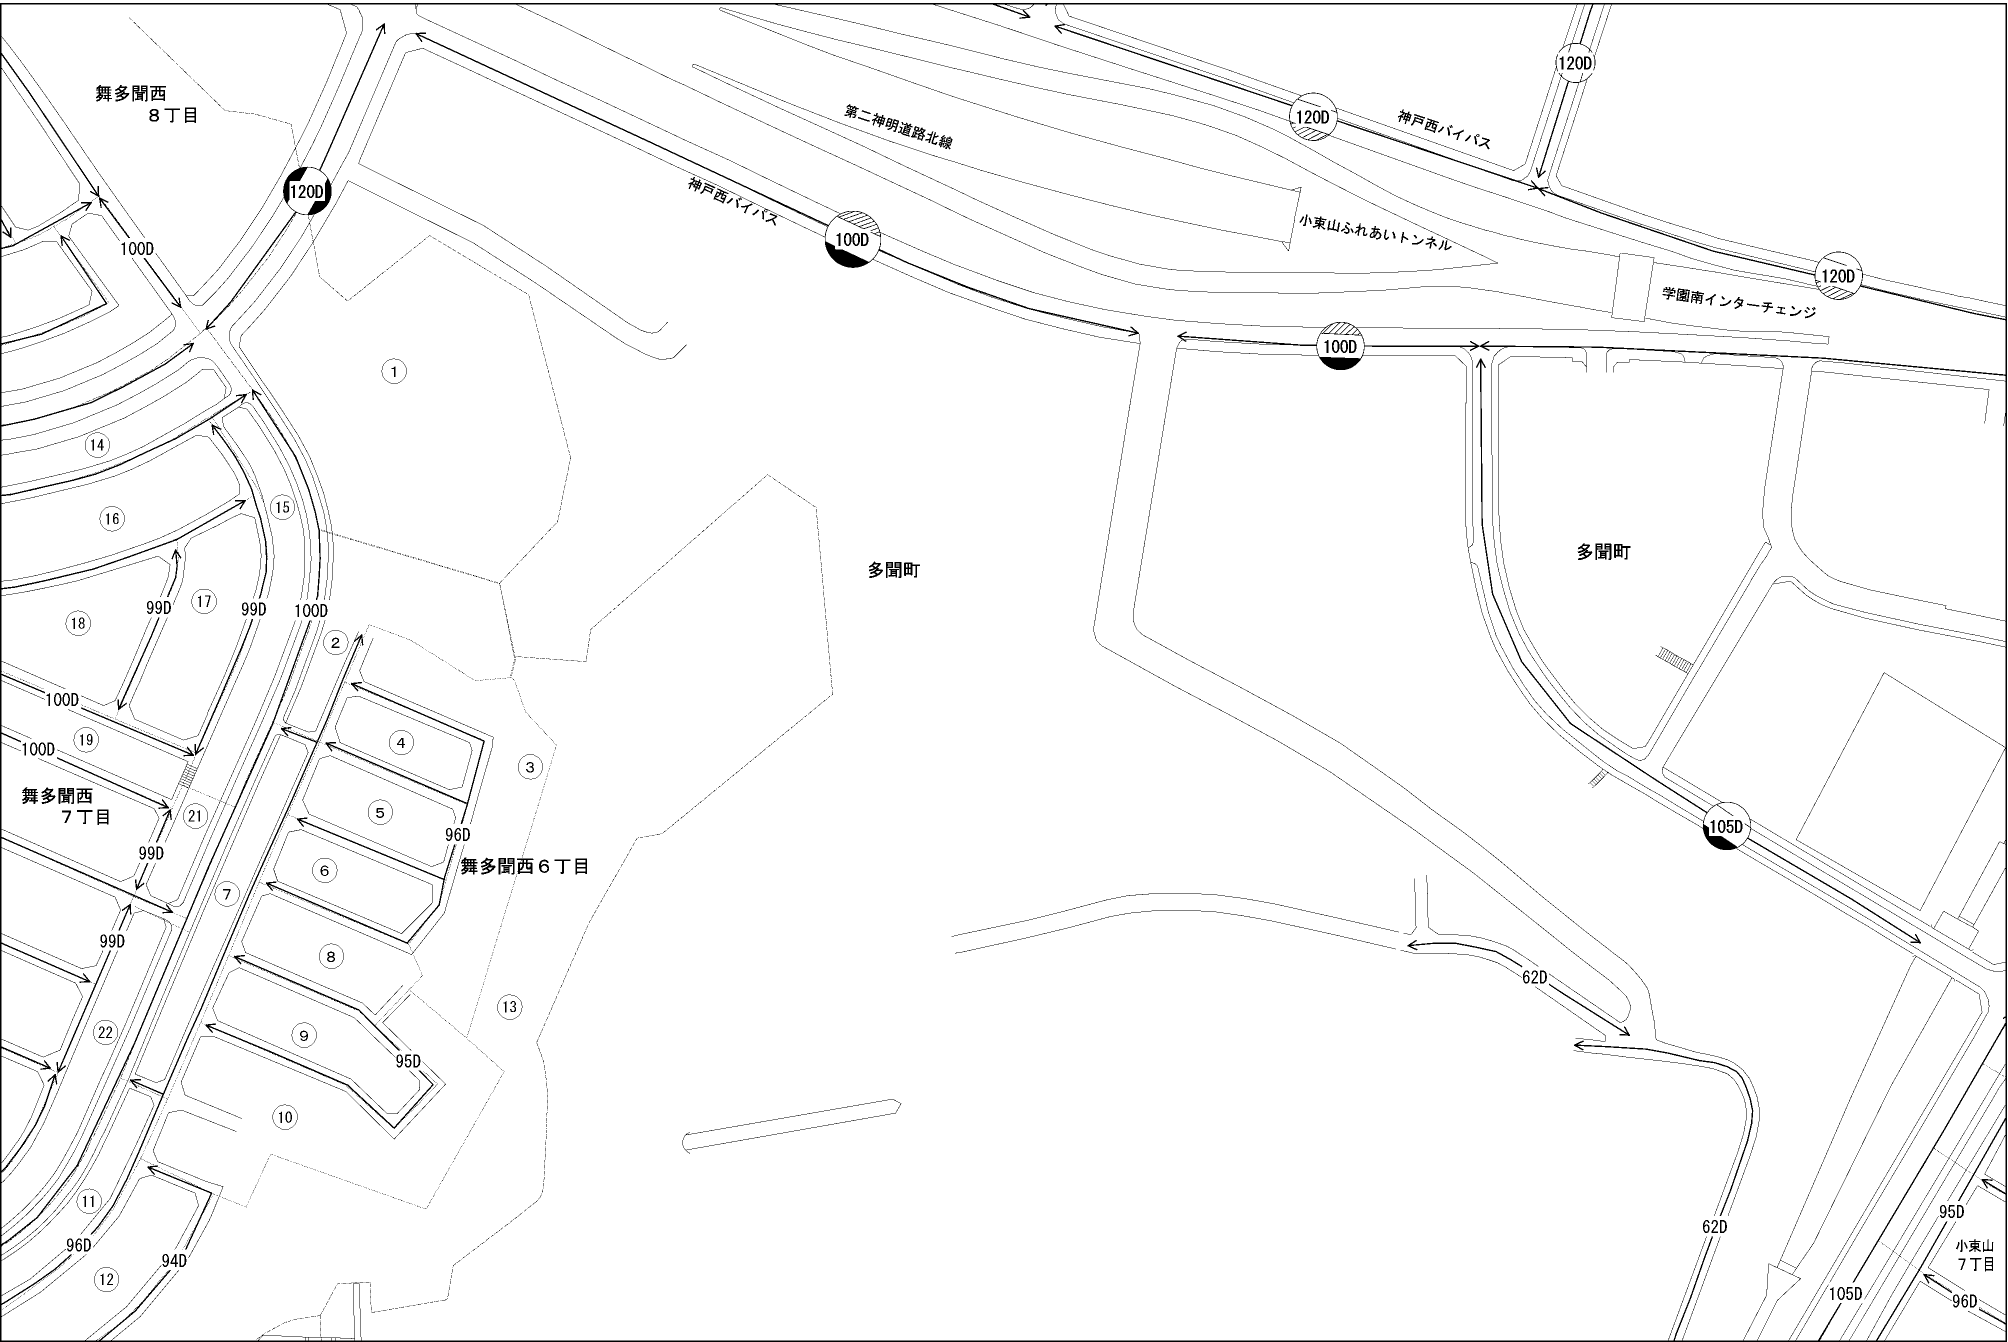 舞多聞西
８丁目
120D
100D
神戸西バイパス
第二神明道路北線
100D
120D
神戸西バイパス
120D
小東山ふれあいトンネル
学園南インターチェンジ
120D
100D
1
14
15
16
多聞町
多聞町
17
18
99D
99D
100D
2
100D
19
100D
舞多聞西
７丁目
21
99D
3
4
5
6
7
96D
舞多聞西６丁目
105D
99D
8
22
9
95D
13
10
62D
11
96D
94D
12
62D
95D
小東山
７丁目
105D
96D